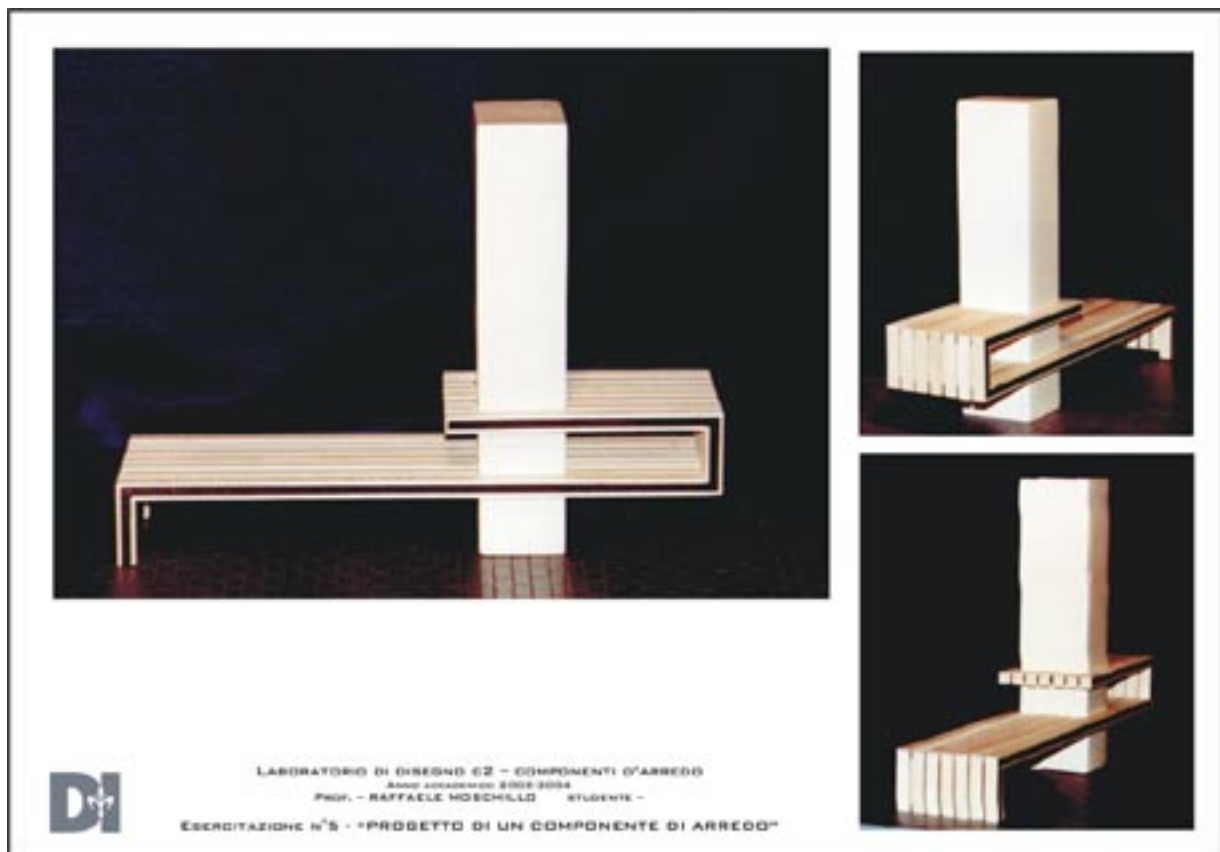 DI
LABORATORIO DI DISEGNO C2 – COMPONENTI D'ARREDO
ANNO ACCADEMICO 2003-2004
PROF. – RAFFAELE MOSCHILLO STUDENTE –
ESERCITAZIONE N°5 - "PROGETTO DI UN COMPONENTE DI ARREDO"